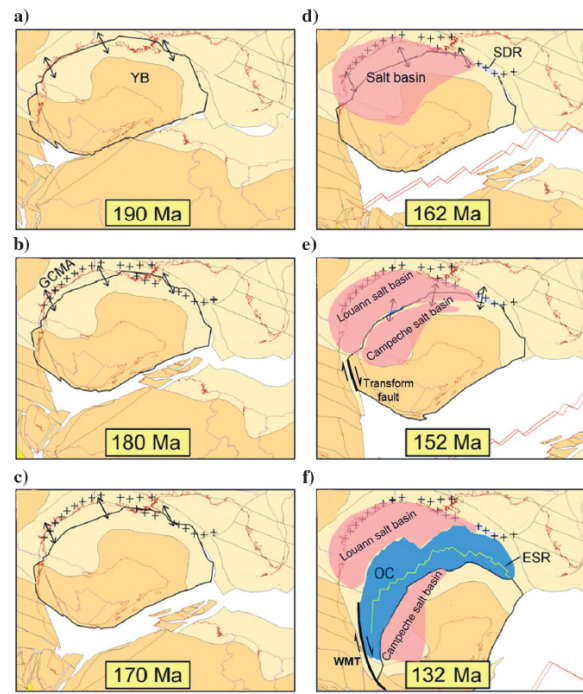 a)
YB
190 Ma
b)
GCMA
180 Ma
c)
170 Ma
d)
SDR
Salt basin
162 Ma
e)
Louann salt basin
Campeche salt basin
Transform
fault
152 Ma
f)
Louann salt basin
OC
ESR
Campeche salt basin
WMT
132 Ma